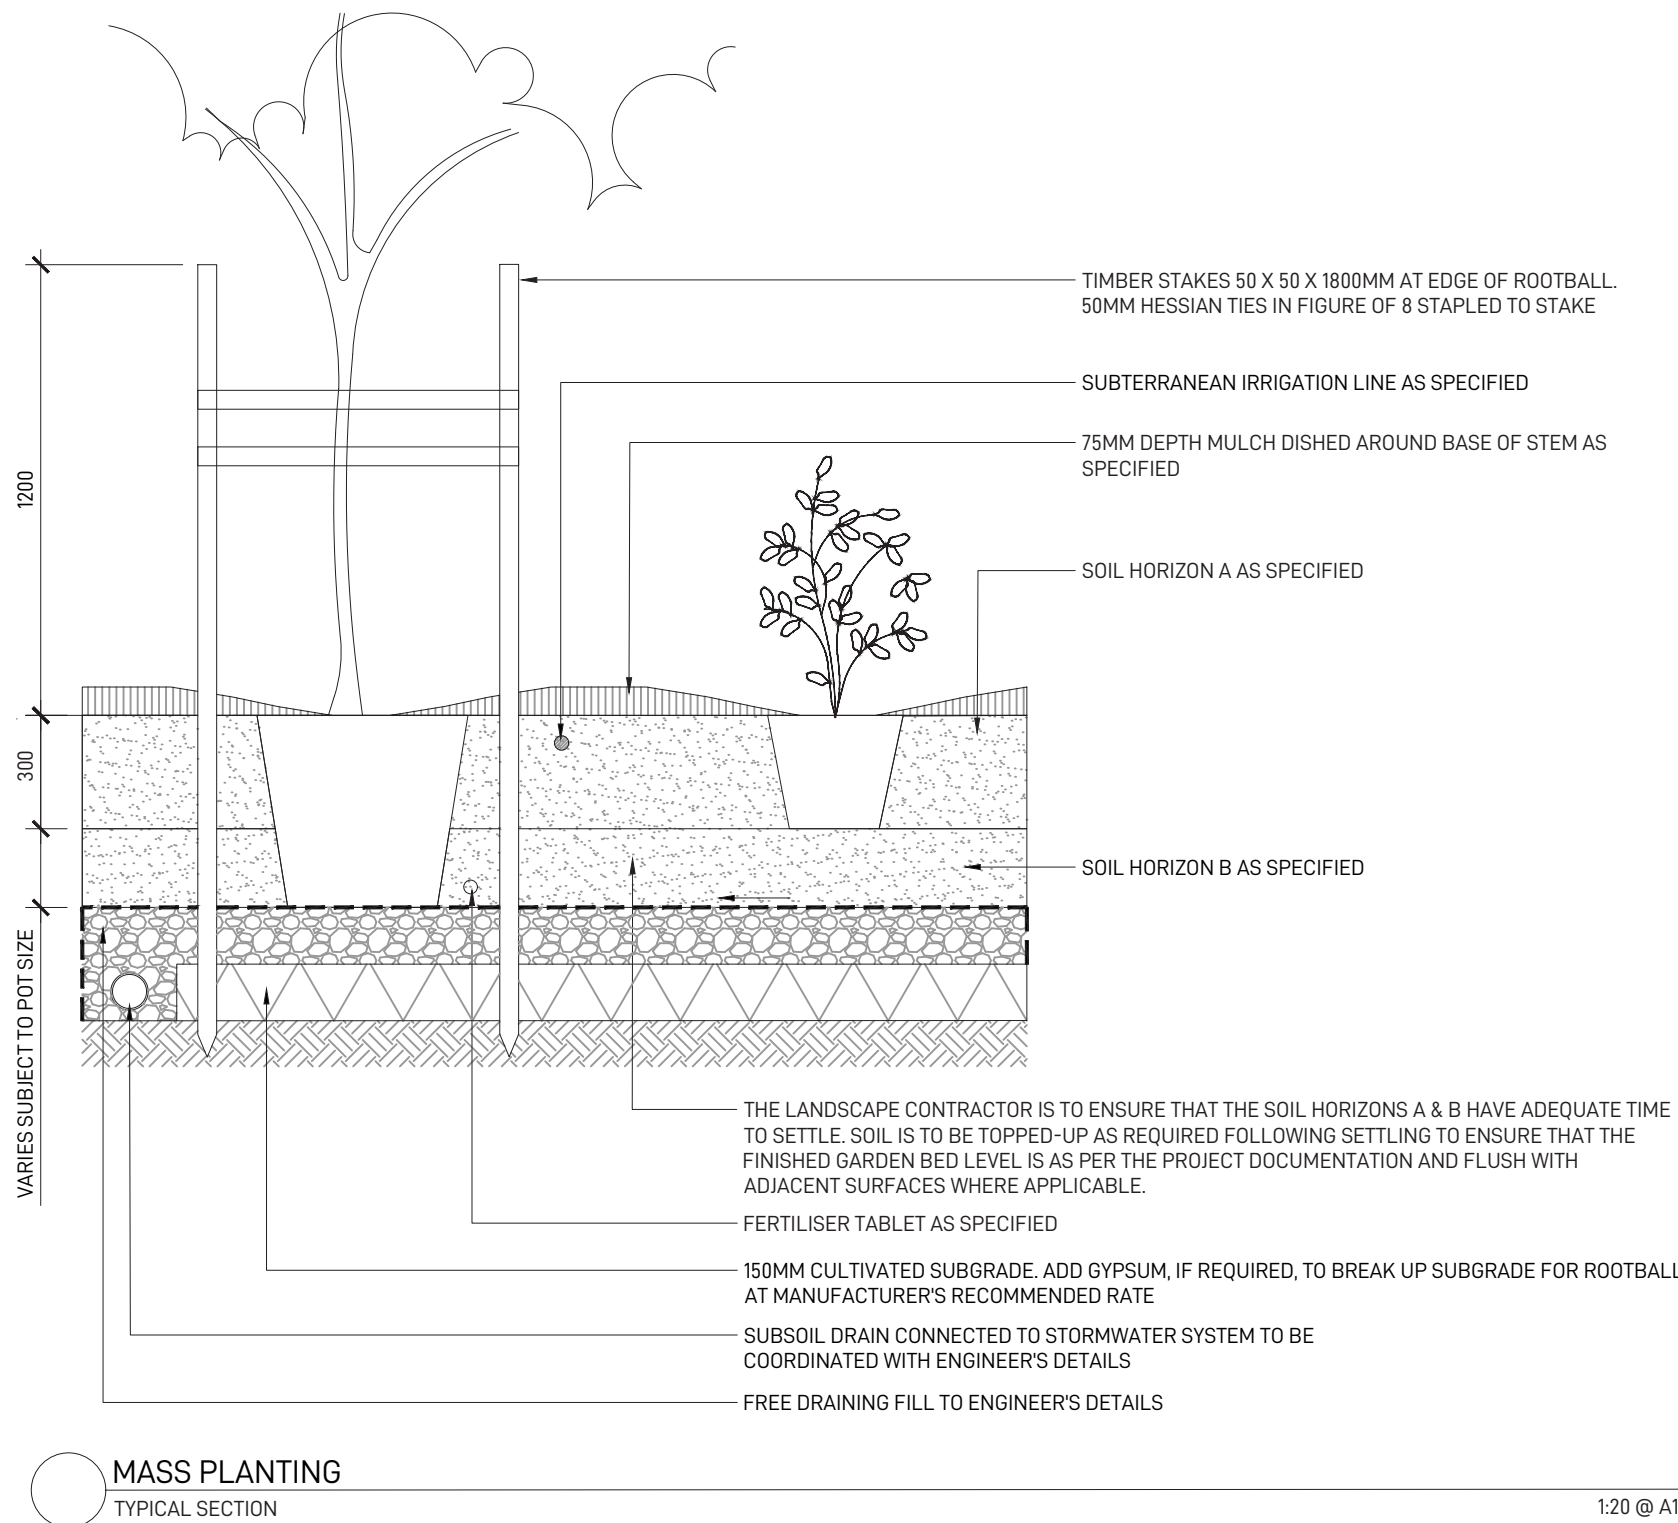 TIMBER STAKES 50 X 50 X 1800MM AT EDGE OF ROOTBALL.
50MM HESSIAN TIES IN FIGURE OF 8 STAPLED TO STAKE
SUBTERRANEAN IRRIGATION LINE AS SPECIFIED
75MM DEPTH MULCH DISHED AROUND BASE OF STEM AS
SPECIFIED
1200
SOIL HORIZON A AS SPECIFIED
300
SOIL HORIZON B AS SPECIFIED
VARIES SUBJECT TO POT SIZE
THE LANDSCAPE CONTRACTOR IS TO ENSURE THAT THE SOIL HORIZONS A & B HAVE ADEQUATE TIME
TO SETTLE. SOIL IS TO BE TOPPED-UP AS REQUIRED FOLLOWING SETTLING TO ENSURE THAT THE
FINISHED GARDEN BED LEVEL IS AS PER THE PROJECT DOCUMENTATION AND FLUSH WITH
ADJACENT SURFACES WHERE APPLICABLE.
FERTILISER TABLET AS SPECIFIED
150MM CULTIVATED SUBGRADE. ADD GYPSUM, IF REQUIRED, TO BREAK UP SUBGRADE FOR ROOTBALL
AT MANUFACTURER'S RECOMMENDED RATE
SUBSOIL DRAIN CONNECTED TO STORMWATER SYSTEM TO BE
COORDINATED WITH ENGINEER'S DETAILS
FREE DRAINING FILL TO ENGINEER'S DETAILS
MASS PLANTING
TYPICAL SECTION
1:20 @ A1